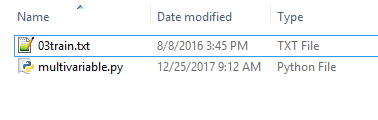 Name Date modified Type
03train.txt 8/8/2016 3:45 PM TXT File
multivariable.py 12/25/2017 9:12 AM Python File